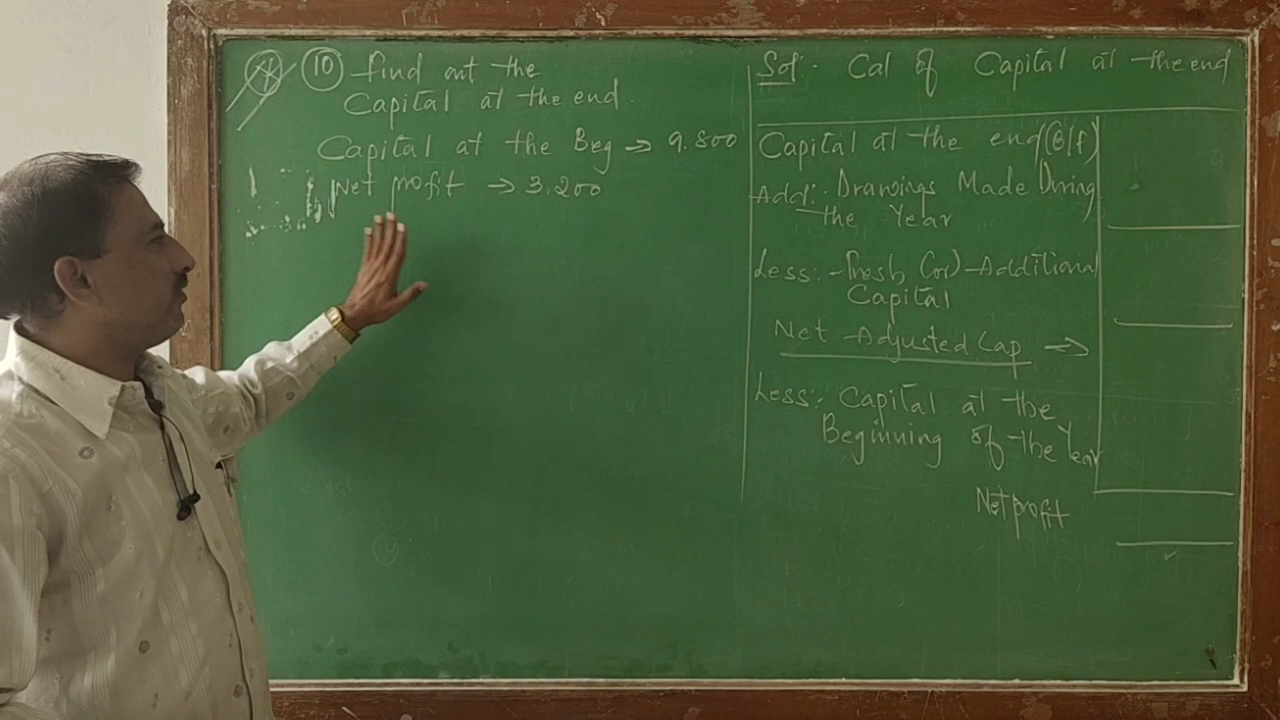 10 find out the
Capital at the end.
Capital at the Beg → 9.800
Net profit → 3.200
Sol:- Cal of Capital at the end
Capital at the end (B/f)
Add:- Drawings Made During
the Year
Less:- Fresh (or) Additional
Capital
Net Adjusted Cap ⇒
Less:- Capital at the
Beginning of the Year
Net profit